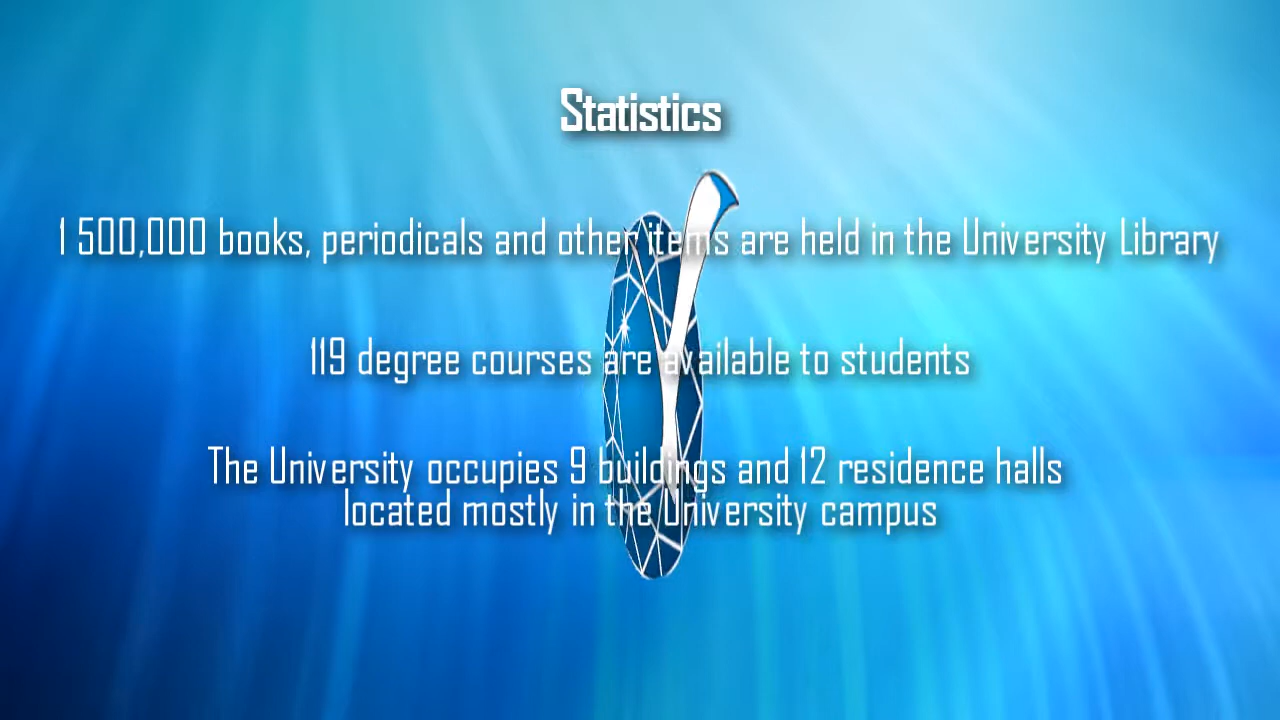 Statistics
1 500,000 books, periodicals and other items are held in the University Library
119 degree courses are available to students
The University occupies 9 buildings and 12 residence halls
located mostly in the University campus